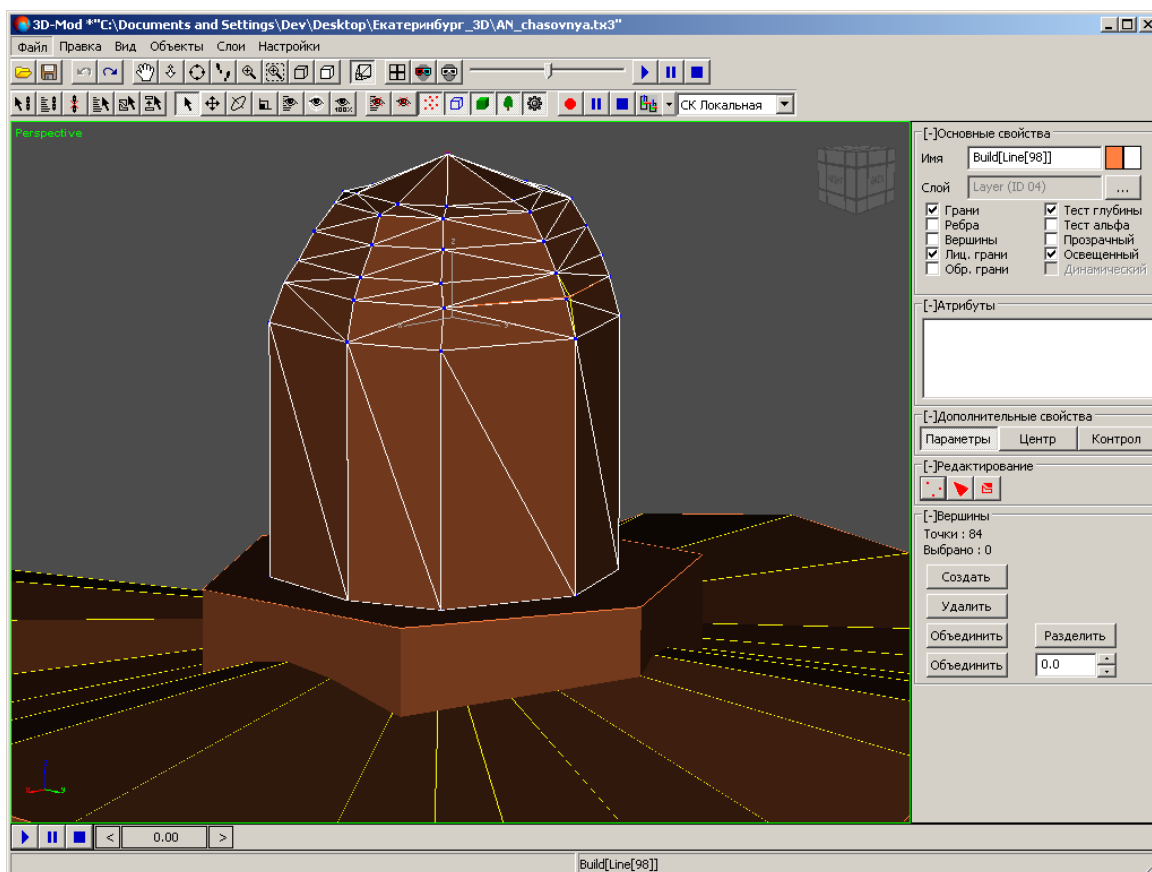 3D-Mod *"C:\Documents and Settings\Dev\Desktop\Екатеринбург_3D\AN_chasovnya.tx3"
Файл Правка Вид Объекты Слои Настройки
100%
СК Локальная
Perspective
[-]Основные свойства
Имя Build[Line[98]]
Слой Layer (ID 04) ...
Грани Тест глубины
Ребра Тест альфа
Вершины Прозрачный
Лиц. грани Освещенный
Обр. грани Динамический
[-]Атрибуты
[-]Дополнительные свойства
Параметры Центр Контрол
[-]Редактирование
[-]Вершины
Точки : 84
Выбрано : 0
Создать
Удалить
Объединить Разделить
Объединить 0.0
z
x y
BACK
z
x y
< 0.00 >
Build[Line[98]]